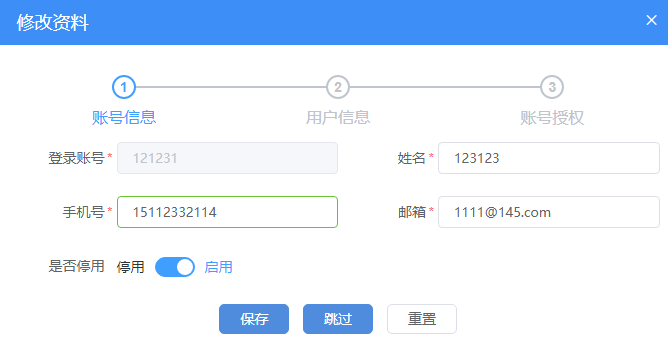 修改资料
1 2 3
账号信息 用户信息 账号授权
登录账号* 121231 姓名* 123123
手机号* 15112332114 邮箱* 1111@145.com
是否停用 停用 启用
保存 跳过 重置